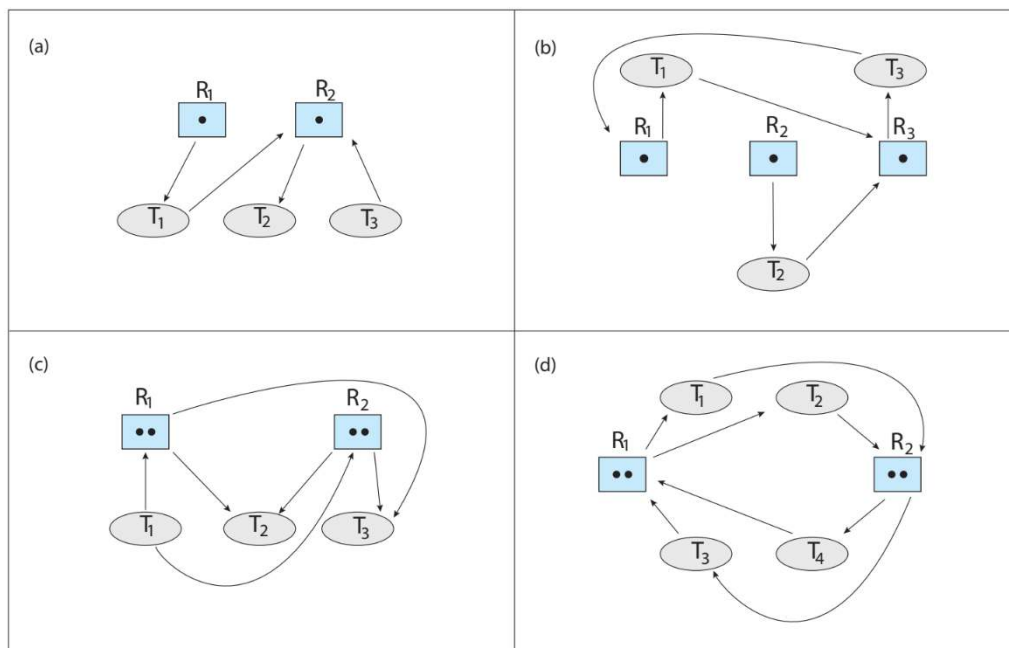 (a)
R1 R2
T1 T2 T3
(b)
T1 T3
R1 R2 R3
T2
(c)
R1 R2
T1 T2 T3
(d)
T1 T2
R1 R2
T3 T4